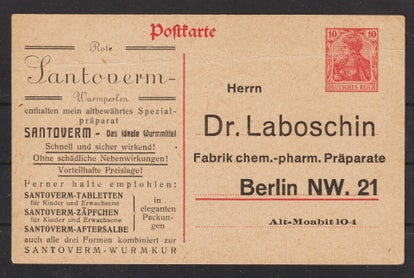 Postkarte
Rote
Santoverm-
Wurmperlen
enthalten mein altbewährtes Spezial-
präparat
SANTOVERM - Das ideale Wurmmittel
Schnell und sicher wirkend!
Ohne schädliche Nebenwirkungen!
Vorteilhafte Preislage!
Ferner halte empfohlen:
SANTOVERM-TABLETTEN
für Kinder und Erwachsene
SANTOVERM-ZÄPFCHEN
für Kinder und Erwachsene
SANTOVERM-AFTERSALBE
in
eleganten
Packun-
gen
auch alle drei Formen kombiniert zur
SANTOVERM-WURMKUR
10 10
DEUTSCHES REICH
Herrn
Dr. Laboschin
Fabrik chem.-pharm. Präparate
Berlin NW. 21
Alt-Moabit 104